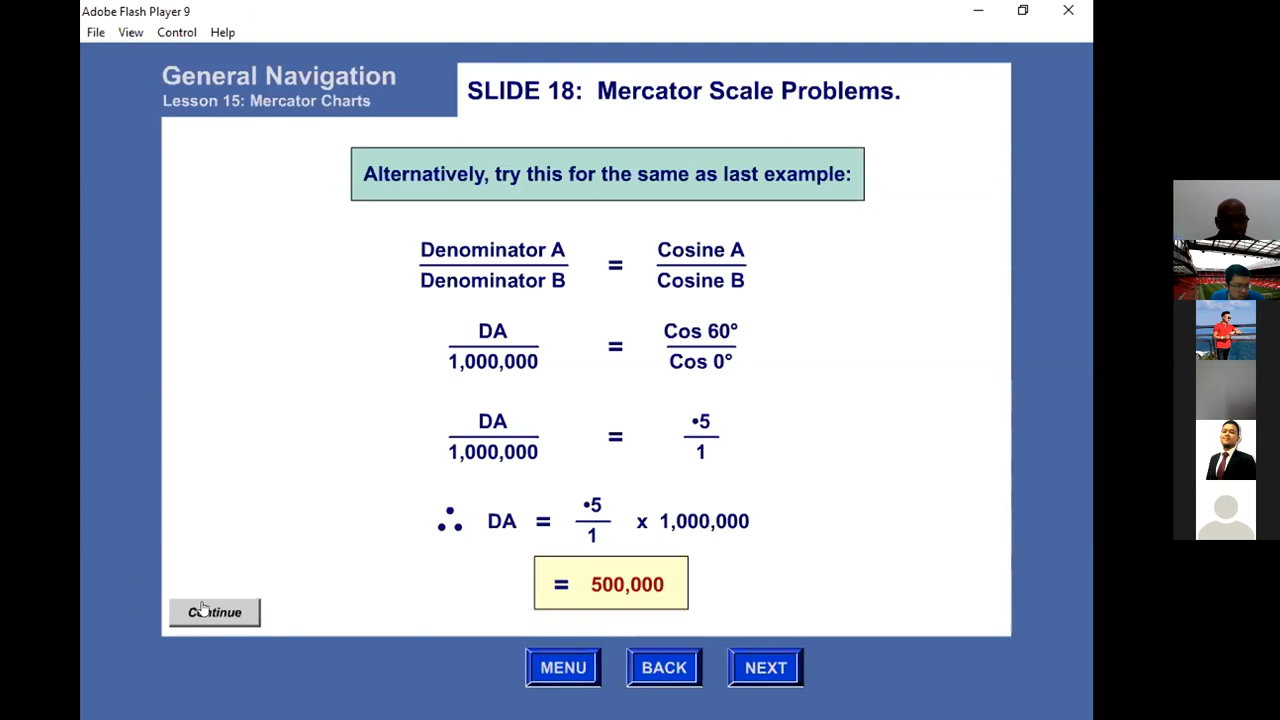 Adobe Flash Player 9
File View Control Help
General Navigation
Lesson 15: Mercator Charts
SLIDE 18: Mercator Scale Problems.
Alternatively, try this for the same as last example:
Denominator A = Cosine A
Denominator B Cosine B
DA = Cos 60°
1,000,000 Cos 0°
DA = •5
1,000,000 1
∴ DA = •5 x 1,000,000
1
= 500,000
Continue
MENU BACK NEXT